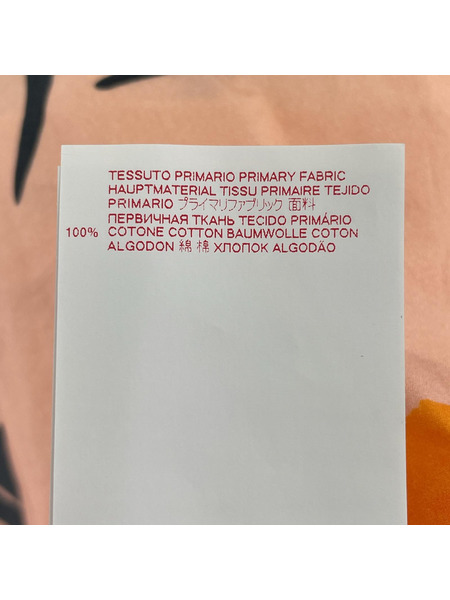 TESSUTO PRIMARIO PRIMARY FABRIC
HAUPTMATERIAL TISSU PRIMAIRE TEJIDO
PRIMARIO プライマリファブリック 面料
ПЕРВИЧНАЯ ТКАНЬ TECIDO PRIMÁRIO
100% COTONE COTTON BAUMWOLLE COTON
ALGODON 綿 棉 ХЛОПОК ALGODÃO